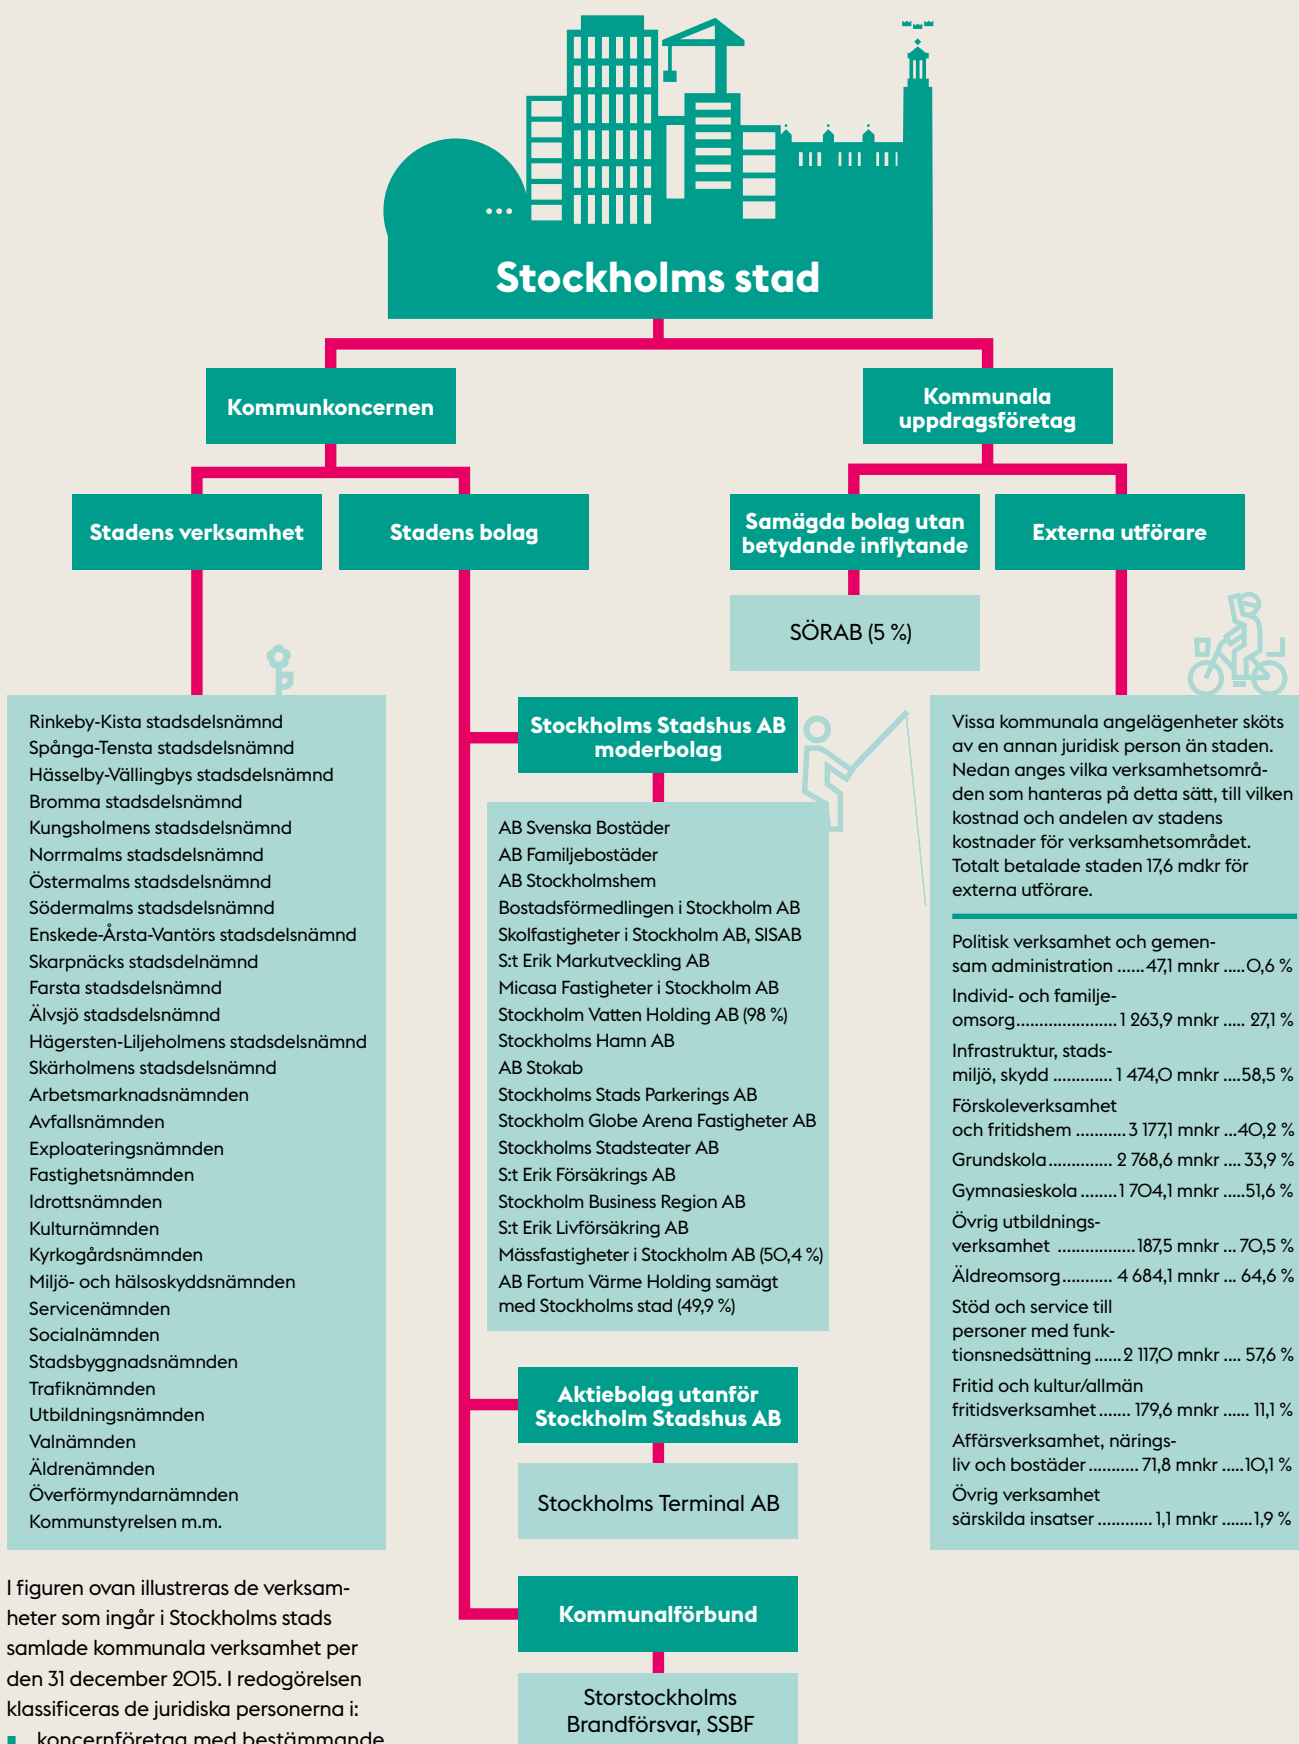 Stockholms stad
Kommunkoncernen
Kommunala
uppdragsföretag
Stadens verksamhet
Stadens bolag
Samägda bolag utan
betydande inflytande
Externa utförare
SÖRAB (5 %)
Rinkeby-Kista stadsdelsnämnd
Spånga-Tensta stadsdelsnämnd
Hässelby-Vällingbys stadsdelsnämnd
Bromma stadsdelsnämnd
Kungsholmens stadsdelsnämnd
Norrmalms stadsdelsnämnd
Östermalms stadsdelsnämnd
Södermalms stadsdelsnämnd
Enskede-Årsta-Vantörs stadsdelsnämnd
Skarpnäcks stadsdelnämnd
Farsta stadsdelsnämnd
Älvsjö stadsdelsnämnd
Hägersten-Liljeholmens stadsdelsnämnd
Skärholmens stadsdelsnämnd
Arbetsmarknadsnämnden
Avfallsnämnden
Exploateringsnämnden
Fastighetsnämnden
Idrottsnämnden
Kulturnämnden
Kyrkogårdsnämnden
Miljö- och hälsoskyddsnämnden
Servicenämnden
Socialnämnden
Stadsbyggnadsnämnden
Trafiknämnden
Utbildningsnämnden
Valnämnden
Äldrenämnden
Överförmyndarnämnden
Kommunstyrelsen m.m.
Stockholms Stadshus AB
moderbolag
AB Svenska Bostäder
AB Familjebostäder
AB Stockholmshem
Bostadsförmedlingen i Stockholm AB
Skolfastigheter i Stockholm AB, SISAB
S:t Erik Markutveckling AB
Micasa Fastigheter i Stockholm AB
Stockholm Vatten Holding AB (98 %)
Stockholms Hamn AB
AB Stokab
Stockholms Stads Parkerings AB
Stockholm Globe Arena Fastigheter AB
Stockholms Stadsteater AB
S:t Erik Försäkrings AB
Stockholm Business Region AB
S:t Erik Livförsäkring AB
Mässfastigheter i Stockholm AB (50,4 %)
AB Fortum Värme Holding samägt
med Stockholms stad (49,9 %)
Aktiebolag utanför
Stockholm Stadshus AB
Stockholms Terminal AB
Kommunalförbund
Storstockholms
Brandförsvar, SSBF
Vissa kommunala angelägenheter sköts
av en annan juridisk person än staden.
Nedan anges vilka verksamhetsområ-
den som hanteras på detta sätt, till vilken
kostnad och andelen av stadens
kostnader för verksamhetsområdet.
Totalt betalade staden 17,6 mdkr för
externa utförare.
Politisk verksamhet och gemen-
sam administration ......47,1 mnkr .....0,6 %
Individ- och familje-
omsorg......................1 263,9 mnkr ..... 27,1 %
Infrastruktur, stads-
miljö, skydd ............. 1 474,0 mnkr ....58,5 %
Förskoleverksamhet
och fritidshem ...........3 177,1 mnkr ...40,2 %
Grundskola.............. 2 768,6 mnkr .... 33,9 %
Gymnasieskola ........1 704,1 mnkr .....51,6 %
Övrig utbildnings-
verksamhet .................187,5 mnkr ...70,5 %
Äldreomsorg........... 4 684,1 mnkr ... 64,6 %
Stöd och service till
personer med funk-
tionsnedsättning ......2 117,0 mnkr .... 57,6 %
Fritid och kultur/allmän
fritidsverksamhet....... 179,6 mnkr ...... 11,1 %
Affärsverksamhet, närings-
liv och bostäder ........... 71,8 mnkr .....10,1 %
Övrig verksamhet
särskilda insatser ............ 1,1 mnkr .......1,9 %
I figuren ovan illustreras de verksam-
heter som ingår i Stockholms stads
samlade kommunala verksamhet per
den 31 december 2015. I redogörelsen
klassificeras de juridiska personerna i:
koncernföretag med bestämmande